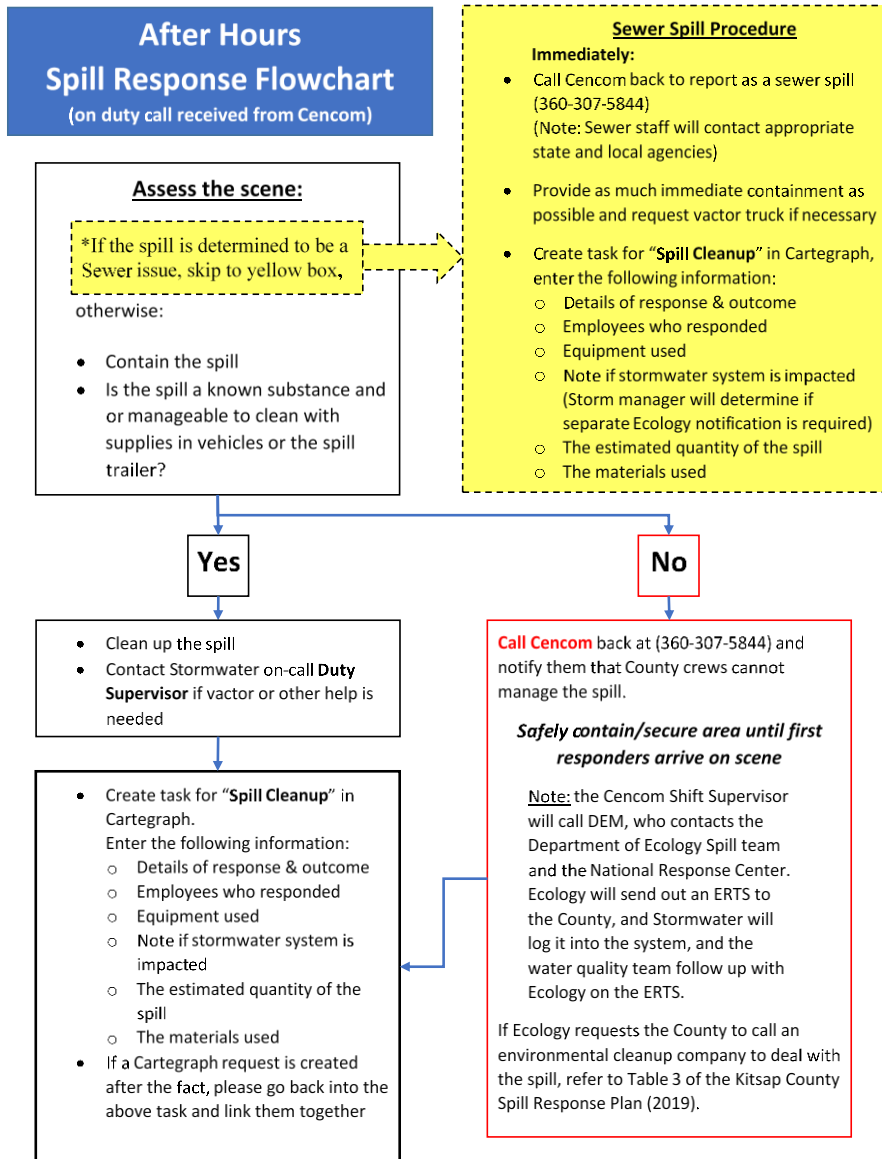 After Hours
Spill Response Flowchart
(on duty call received from Cencom)
Assess the scene:
*If the spill is determined to be a
Sewer issue, skip to yellow box,
otherwise:
• Contain the spill
• Is the spill a known substance and
or manageable to clean with
supplies in vehicles or the spill
trailer?
Sewer Spill Procedure
Immediately:
• Call Cencom back to report as a sewer spill
(360-307-5844)
(Note: Sewer staff will contact appropriate
state and local agencies)
• Provide as much immediate containment as
possible and request vactor truck if necessary
• Create task for “Spill Cleanup” in Cartegraph,
enter the following information:
o Details of response & outcome
o Employees who responded
o Equipment used
o Note if stormwater system is impacted
(Storm manager will determine if
separate Ecology notification is required)
o The estimated quantity of the spill
o The materials used
Yes
No
• Clean up the spill
• Contact Stormwater on-call Duty
Supervisor if vactor or other help is
needed
• Create task for “Spill Cleanup” in
Cartegraph.
Enter the following information:
o Details of response & outcome
o Employees who responded
o Equipment used
o Note if stormwater system is
impacted
o The estimated quantity of the
spill
o The materials used
• If a Cartegraph request is created
after the fact, please go back into the
above task and link them together
Call Cencom back at (360-307-5844) and
notify them that County crews cannot
manage the spill.
Safely contain/secure area until first
responders arrive on scene
Note: the Cencom Shift Supervisor
will call DEM, who contacts the
Department of Ecology Spill team
and the National Response Center.
Ecology will send out an ERTS to
the County, and Stormwater will
log it into the system, and the
water quality team follow up with
Ecology on the ERTS.
If Ecology requests the County to call an
environmental cleanup company to deal with
the spill, refer to Table 3 of the Kitsap County
Spill Response Plan (2019).